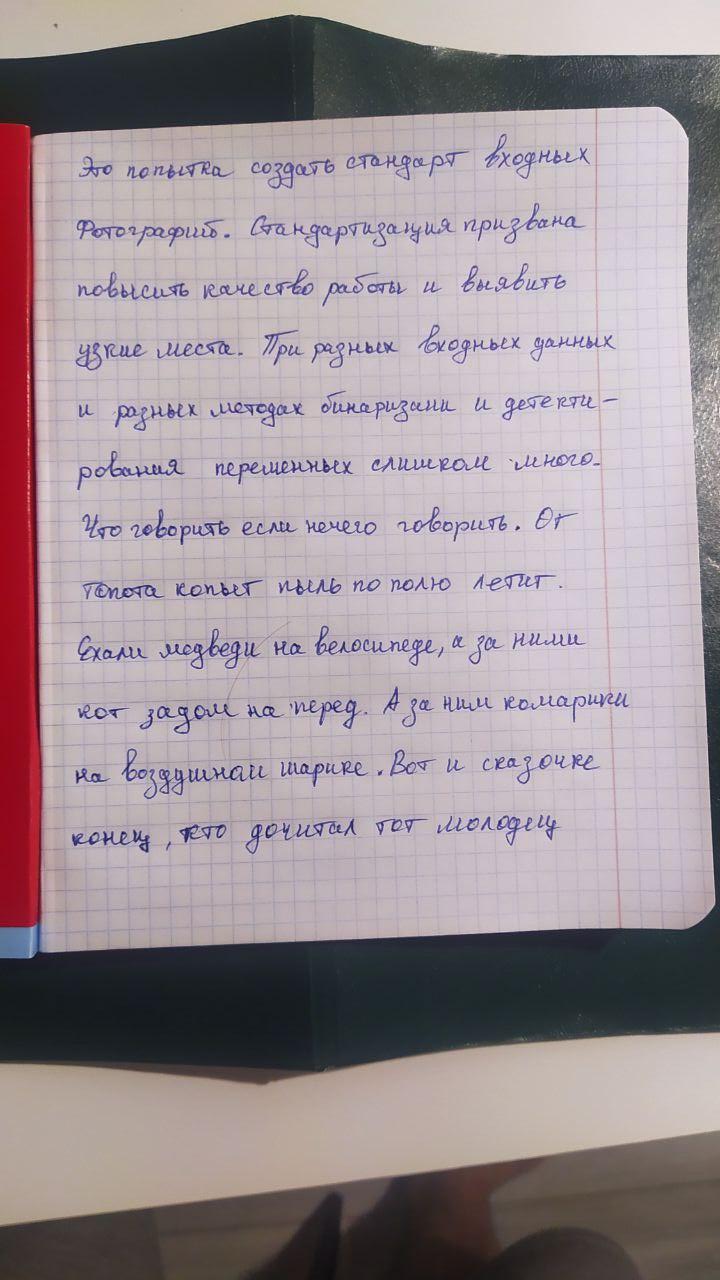 Это попытка создать стандарт входных
Фотографий. Стандартизация призвана
повысить качество работы и выявить
узкие места. При разных входных данных
и разных методах бинаризации и детекти-
рования переменных слишком много.
Что говорить если нечего говорить. От
топота копыт пыль по полю летит.
Ехали медведи на велосипеде, а за ними
кот задом на перед. А за ним комарики
на воздушном шарике. Вот и сказочке
конец, кто дочитал тот молодец